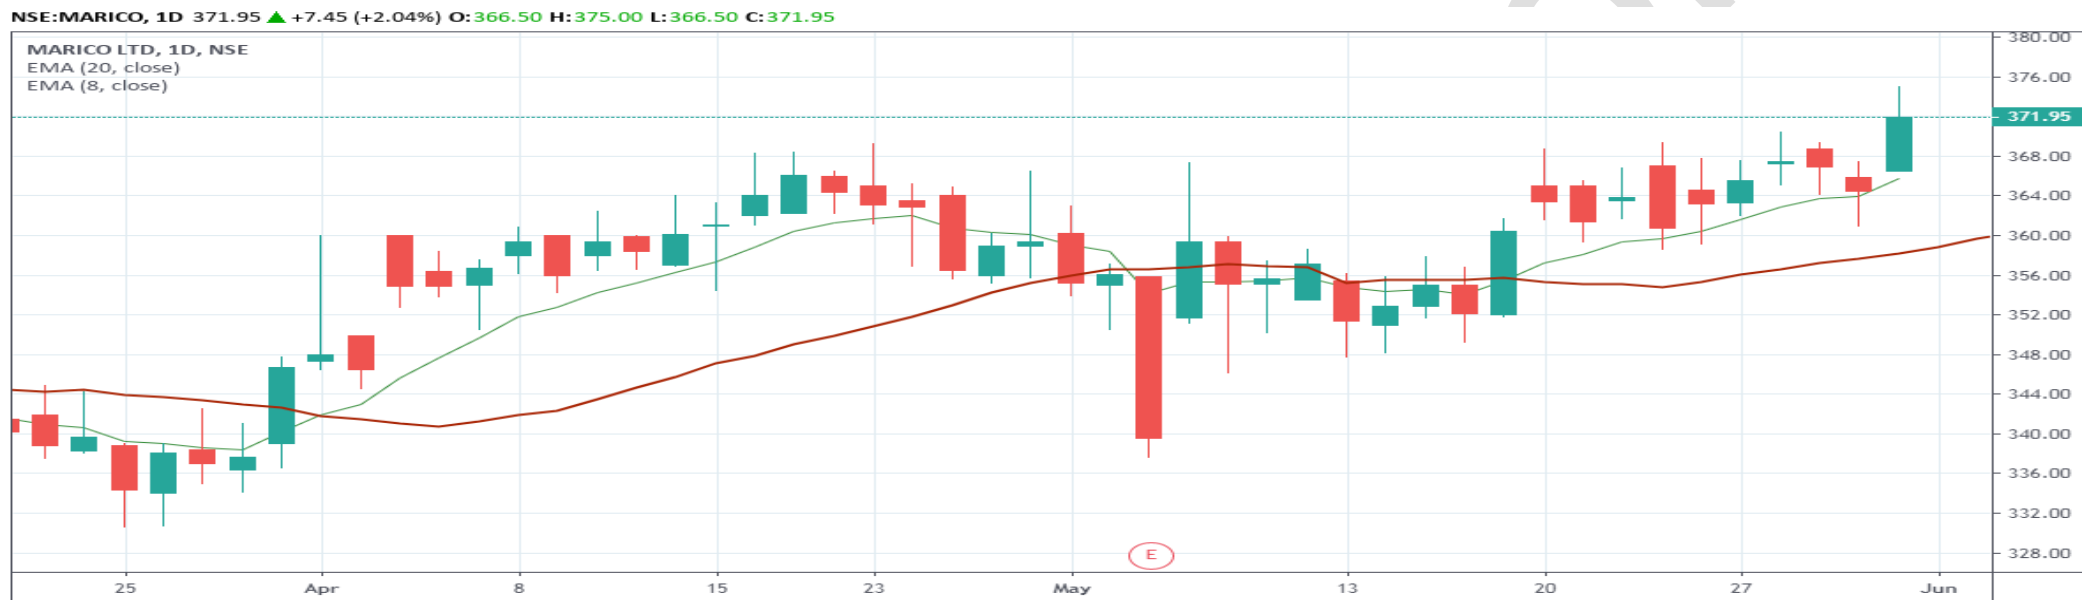 NSE:MARICO, 1D 371.95 ▲ +7.45 (+2.04%) O:366.50 H:375.00 L:366.50 C:371.95
MARICO LTD, 1D, NSE
EMA (20, close)
EMA (8, close)
380.00
376.00
371.95
368.00
364.00
360.00
356.00
352.00
348.00
344.00
340.00
336.00
332.00
328.00
E
25 Apr 8 15 23 May 13 20 27 Jun